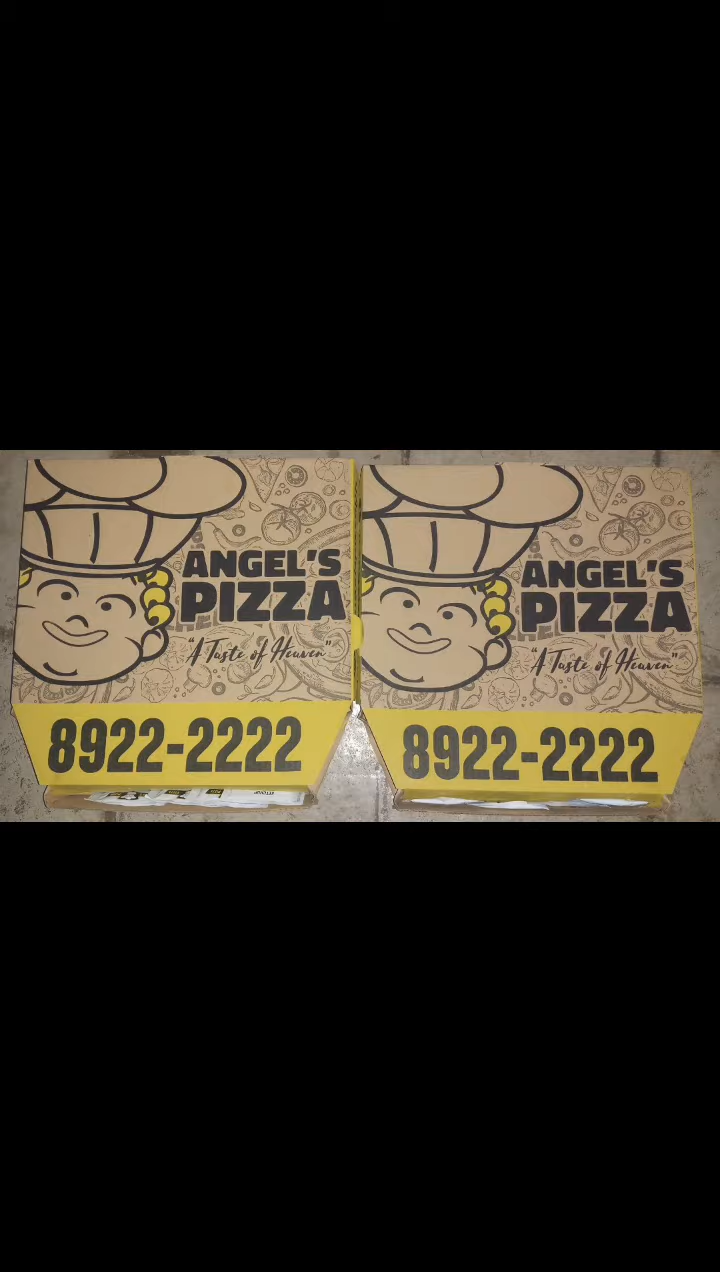 ANGEL'S
PIZZA
"A Taste of Heaven"
8922-2222
ANGEL'S
PIZZA
"A Taste of Heaven"
8922-2222